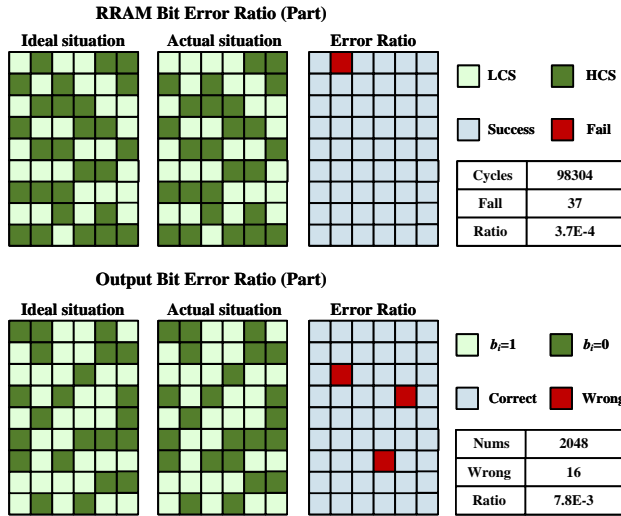 RRAM Bit Error Ratio (Part)
Ideal situation Actual situation Error Ratio
LCS HCS
Success Fail
Cycles 98304
Fall 37
Ratio 3.7E-4
Output Bit Error Ratio (Part)
Ideal situation Actual situation Error Ratio
bᵢ=1 bᵢ=0
Correct Wrong
Nums 2048
Wrong 16
Ratio 7.8E-3